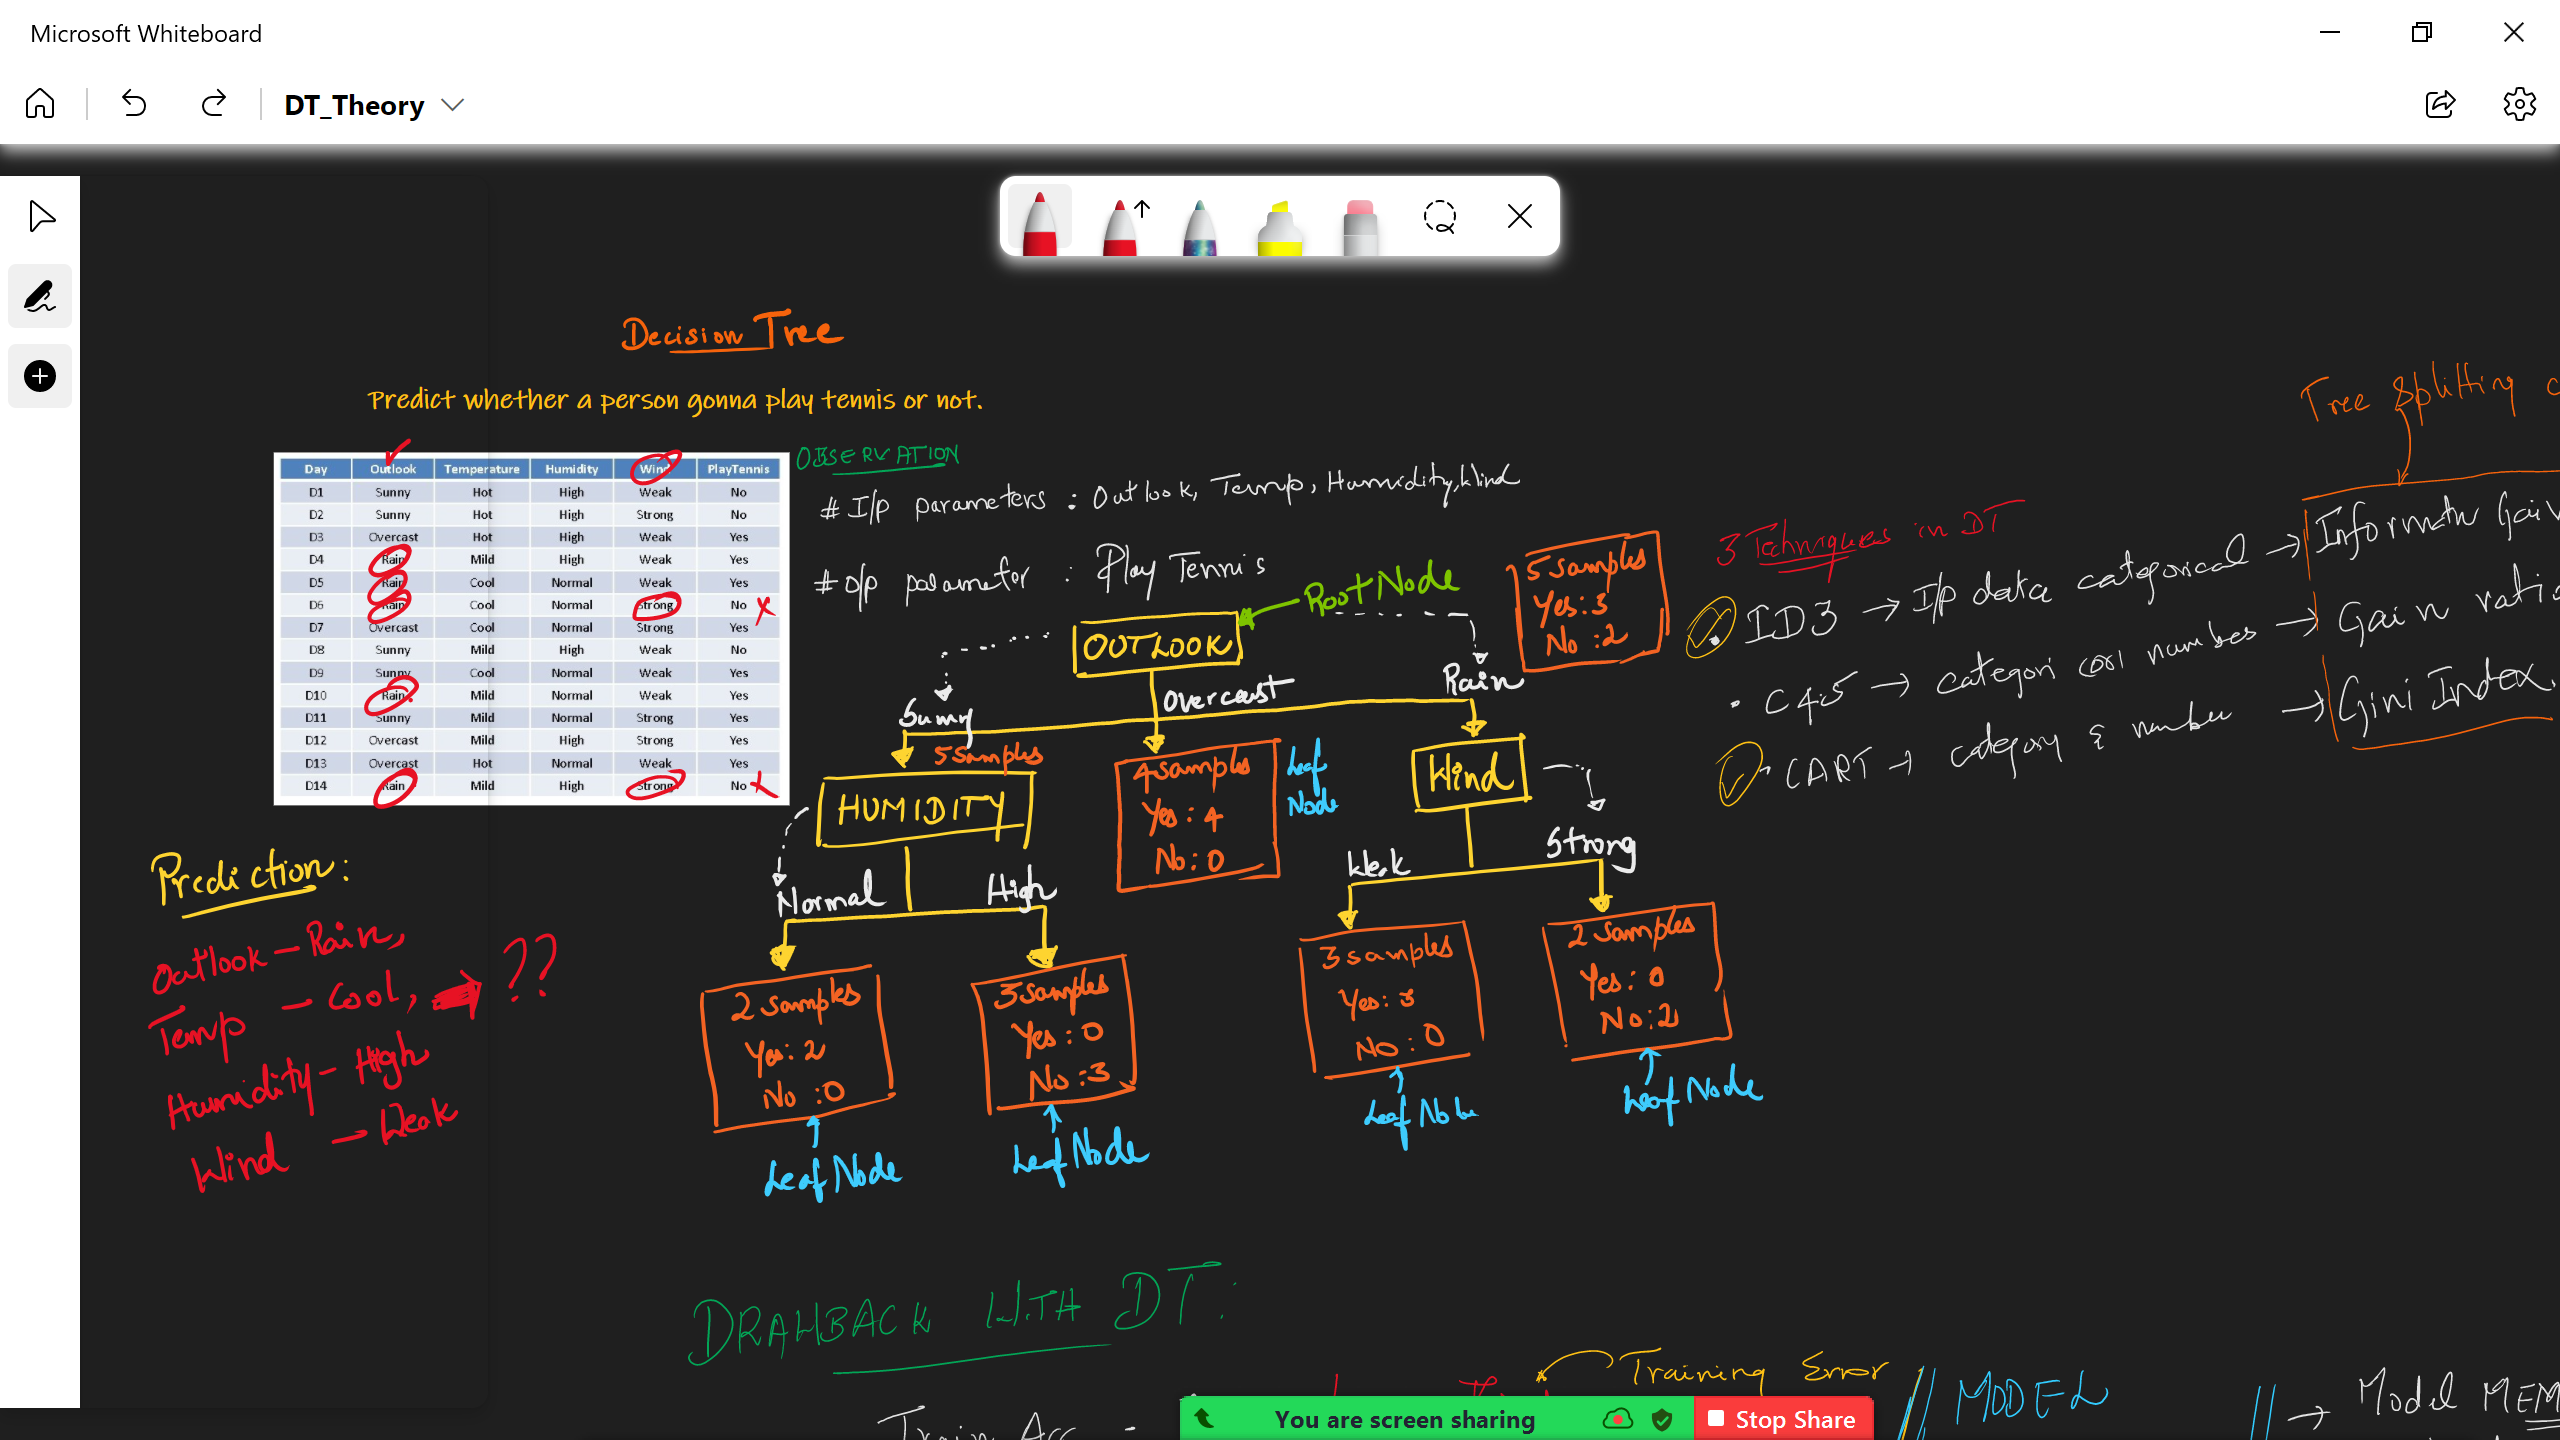 Microsoft Whiteboard
DT_Theory
Decision Tree
Predict whether a person gonna play tennis or not.
Day Outlook Temperature Humidity Wind PlayTennis
D1 Sunny Hot High Weak No
D2 Sunny Hot High Strong No
D3 Overcast Hot High Weak Yes
D4 Rain Mild High Weak Yes
D5 Rain Cool Normal Weak Yes
D6 Rain Cool Normal Strong No
D7 Overcast Cool Normal Strong Yes
D8 Sunny Mild High Weak No
D9 Sunny Cool Normal Weak Yes
D10 Rain Mild Normal Weak Yes
D11 Sunny Mild Normal Strong Yes
D12 Overcast Mild High Strong Yes
D13 Overcast Hot Normal Weak Yes
D14 Rain Mild High Strong No
OBSERVATION
# I/p parameters : Outlook, Temp, Humidity, Wind
# O/p parameter : Play Tennis
Root Node
OUTLOOK
Sunny
Overcast
Rain
5 samples
Yes: 3
No : 2
5 Samples
HUMIDITY
4 samples
Yes: 4
No: 0
Leaf
Node
Wind
Normal
High
Weak
Strong
2 samples
Yes: 2
No : 0
Leaf Node
3 samples
Yes : 0
No : 3
Leaf Node
3 samples
Yes: 3
No : 0
Leaf Node
2 samples
Yes: 0
No: 2
Leaf Node
Prediction:
Outlook - Rain,
Temp - Cool, ??
Humidity - High
Wind - Weak
3 Techniques in DT
Tree Splitting
• ID3 → I/p data categorical →
• C4.5 → categori number → Gain ratio
• CART → category & number → Gini Index.
DRAWBACK WITH DT:
Train Acc -
Training Error
MODEL
→ Model MEM
You are screen sharing
Stop Share